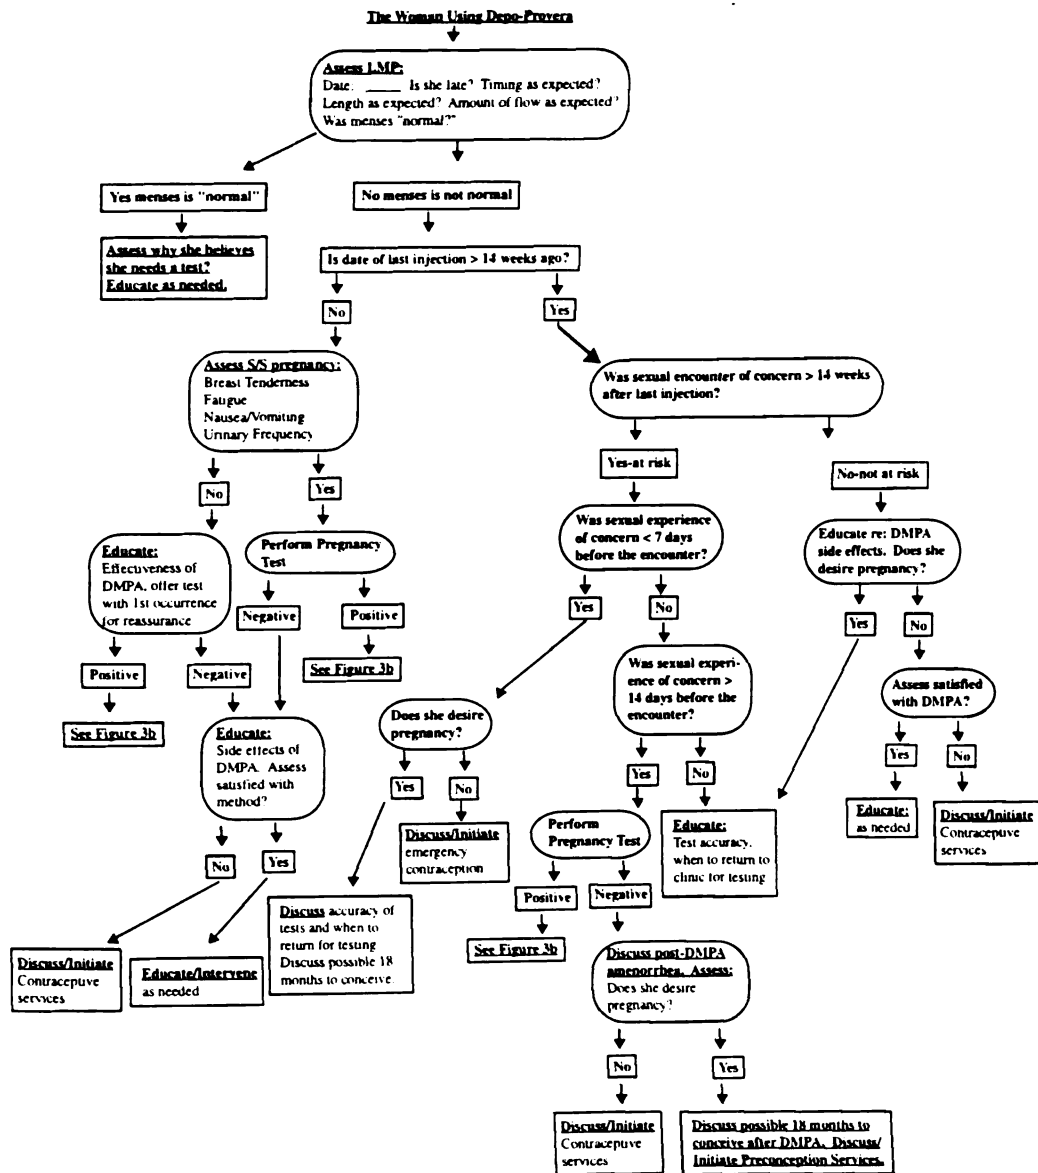 The Woman Using Depo-Provera
Assess LMP:
Date: ____ Is she late? Timing as expected?
Length as expected? Amount of flow as expected?
Was menses "normal?"
Yes menses is "normal"
No menses is not normal
Assess why she believes
she needs a test?
Educate as needed.
Is date of last injection > 14 weeks ago?
No
Yes
Assess S/S pregnancy:
Breast Tenderness
Fatigue
Nausea/Vomiting
Urinary Frequency
Was sexual encounter of concern > 14 weeks
after last injection?
No
Yes
Yes-at risk
No-not at risk
Educate:
Effectiveness of
DMPA, offer test
with 1st occurrence
for reassurance
Perform Pregnancy
Test
Was sexual experience
of concern < 7 days
before the encounter?
Educate re: DMPA
side effects. Does she
desire pregnancy?
Negative
Positive
Yes
No
Yes
No
Positive
Negative
See Figure 3b
Was sexual experi-
ence of concern >
14 days before the
encounter?
Assess satisfied
with DMPA?
See Figure 3b
Educate:
Side effects of
DMPA. Assess
satisfied with
method?
Does she desire
pregnancy?
Yes
No
Yes
No
Yes
No
Discuss/Initiate
emergency
contraception
Perform
Pregnancy Test
Educate:
Test accuracy,
when to return to
clinic for testing
Educate:
as needed
Discuss/Initiate
Contraceptive
services
No
Yes
Positive
Negative
Discuss accuracy of
tests and when to
return for testing
Discuss possible 18
months to conceive.
See Figure 3b
Discuss/Initiate
Contraceptive
services
Educate/Intervene
as needed
Discuss post-DMPA
amenorrhea. Assess:
Does she desire
pregnancy?
No
Yes
Discuss/Initiate
Contraceptive
services
Discuss possible 18 months to
conceive after DMPA. Discuss/
Initiate Preconception Services.